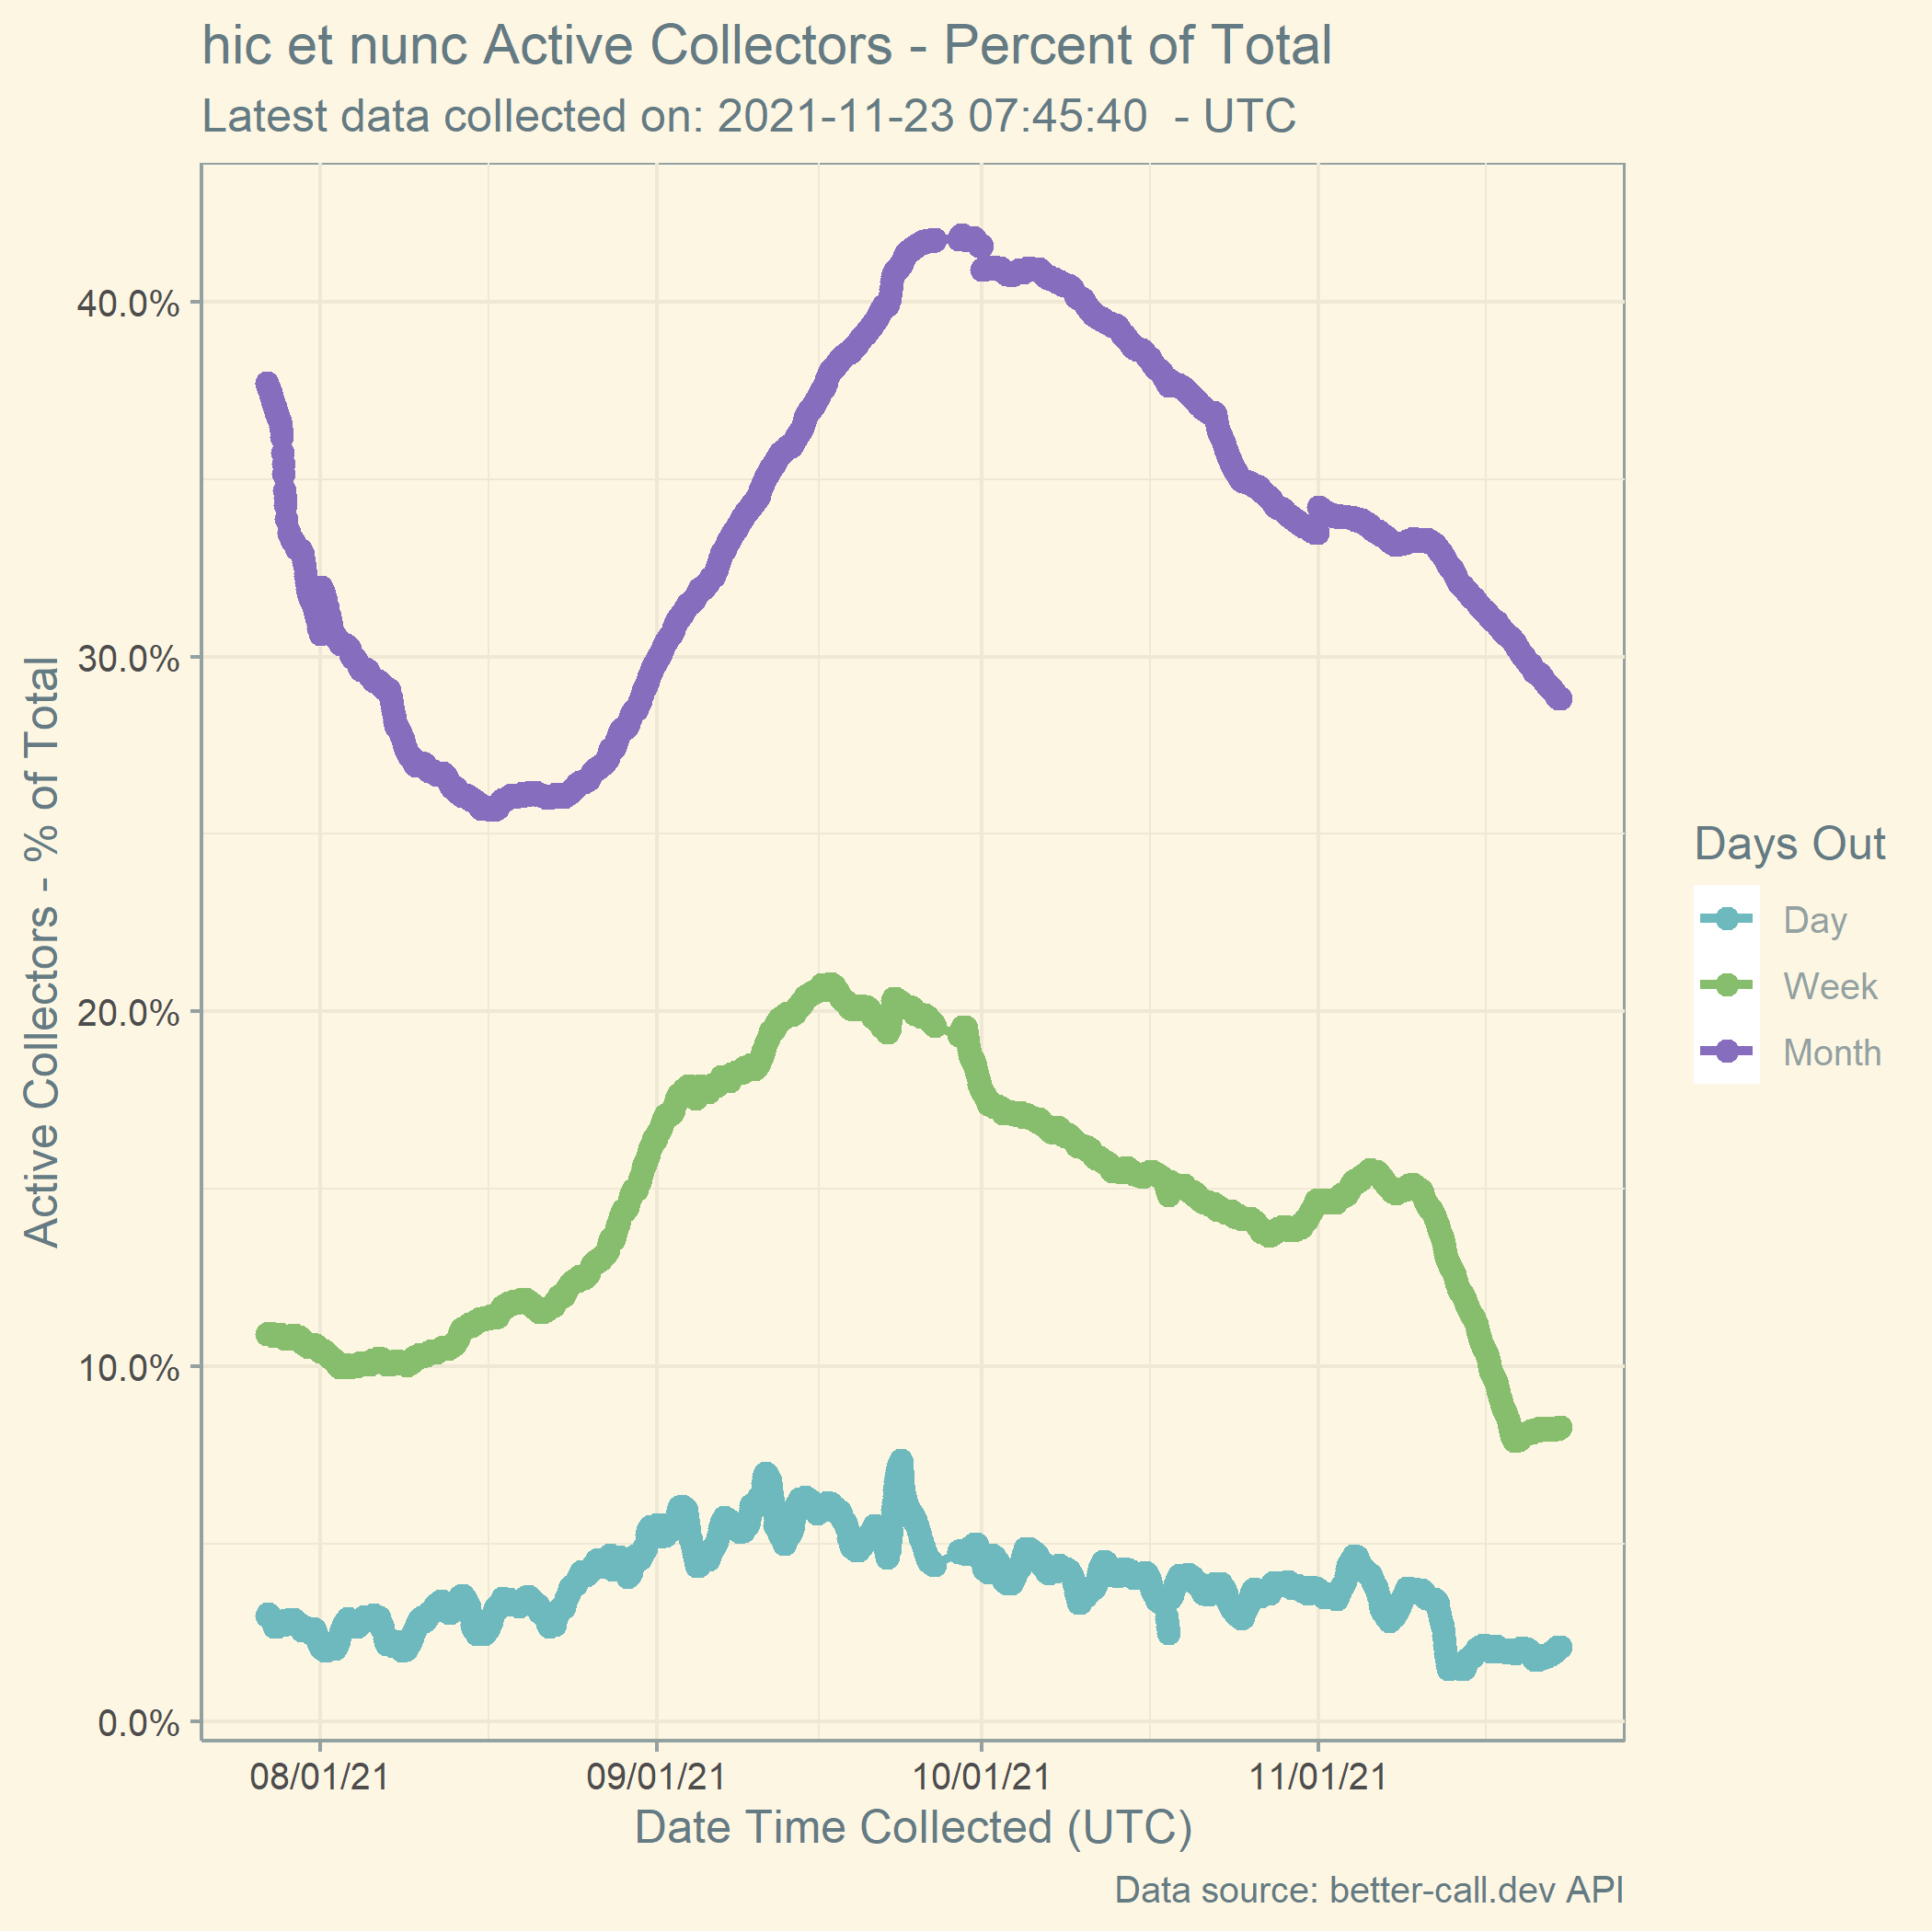 hic et nunc Active Collectors - Percent of Total
Latest data collected on: 2021-11-23 07:45:40  - UTC
Active Collectors - % of Total
40.0%
30.0%
20.0%
10.0%
0.0%
08/01/21
09/01/21
10/01/21
11/01/21
Date Time Collected (UTC)
Days Out
Day
Week
Month
Data source: better-call.dev API